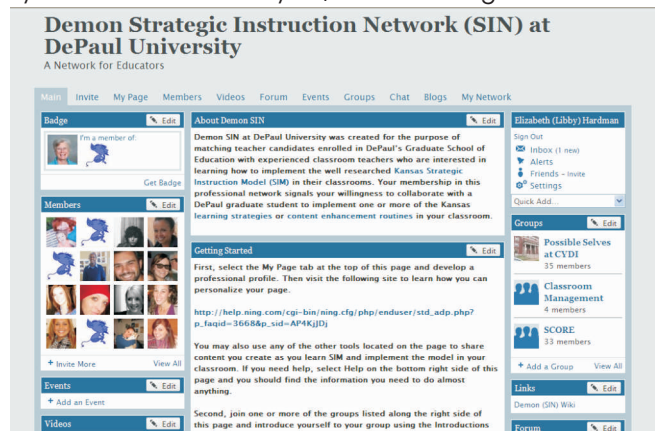 Demon Strategic Instruction Network (SIN) at
DePaul University
A Network for Educators
Main Invite My Page Members Videos Forum Events Groups Chat Blogs My Network
Badge Edit
I'm a member of:
Get Badge
Members Edit
+ Invite More View All
Events Edit
+ Add an Event
Videos Edit
About Demon SIN Edit
Demon SIN at DePaul University was created for the purpose of
matching teacher candidates enrolled in DePaul's Graduate School of
Education with experienced classroom teachers who are interested in
learning how to implement the well researched Kansas Strategic
Instruction Model (SIM) in their classrooms. Your membership in this
professional network signals your willingness to collaborate with a
DePaul graduate student to implement one or more of the Kansas
learning strategies or content enhancement routines in your classroom.
Getting Started Edit
First, select the My Page tab at the top of this page and develop a
professional profile. Then visit the following site to learn how you can
personalize your page.
http://help.ning.com/cgi-bin/ning.cfg/php/enduser/std_adp.php?
p_faqid=3668&p_sid=AP4KjJDj
You may also use any of the other tools located on the page to share
content you create as you learn SIM and implement the model in your
classroom. If you need help, select Help on the bottom right side of this
page and you should find the information you need to do almost
anything.
Second, join one or more of the groups listed along the right side of
this page and introduce yourself to your group using the Introductions
Elizabeth (Libby) Hardman
Sign Out
Inbox (1 new)
Alerts
Friends - Invite
Settings
Quick Add...
Groups Edit
Possible Selves
at CYDI
35 members
Classroom
Management
4 members
SCORE
33 members
+ Add a Group View All
Links Edit
Demon (SIN) Wiki
Forum Edit